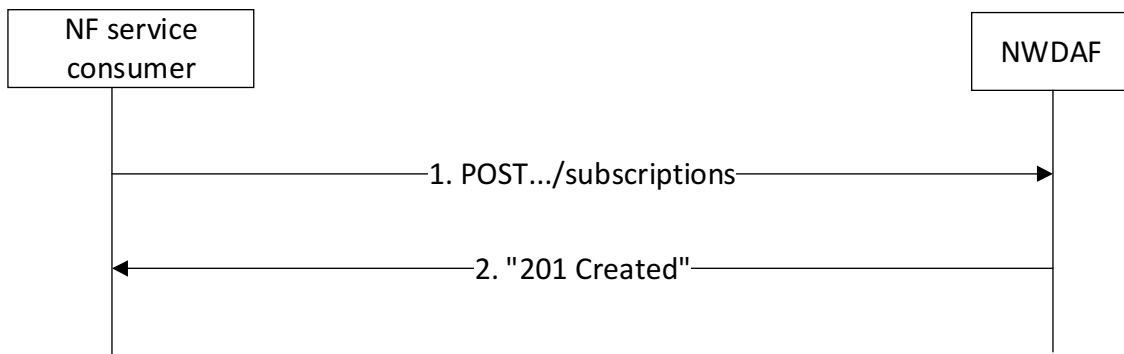 NF service
consumer
NWDAF
1. POST.../subscriptions
2. "201 Created"